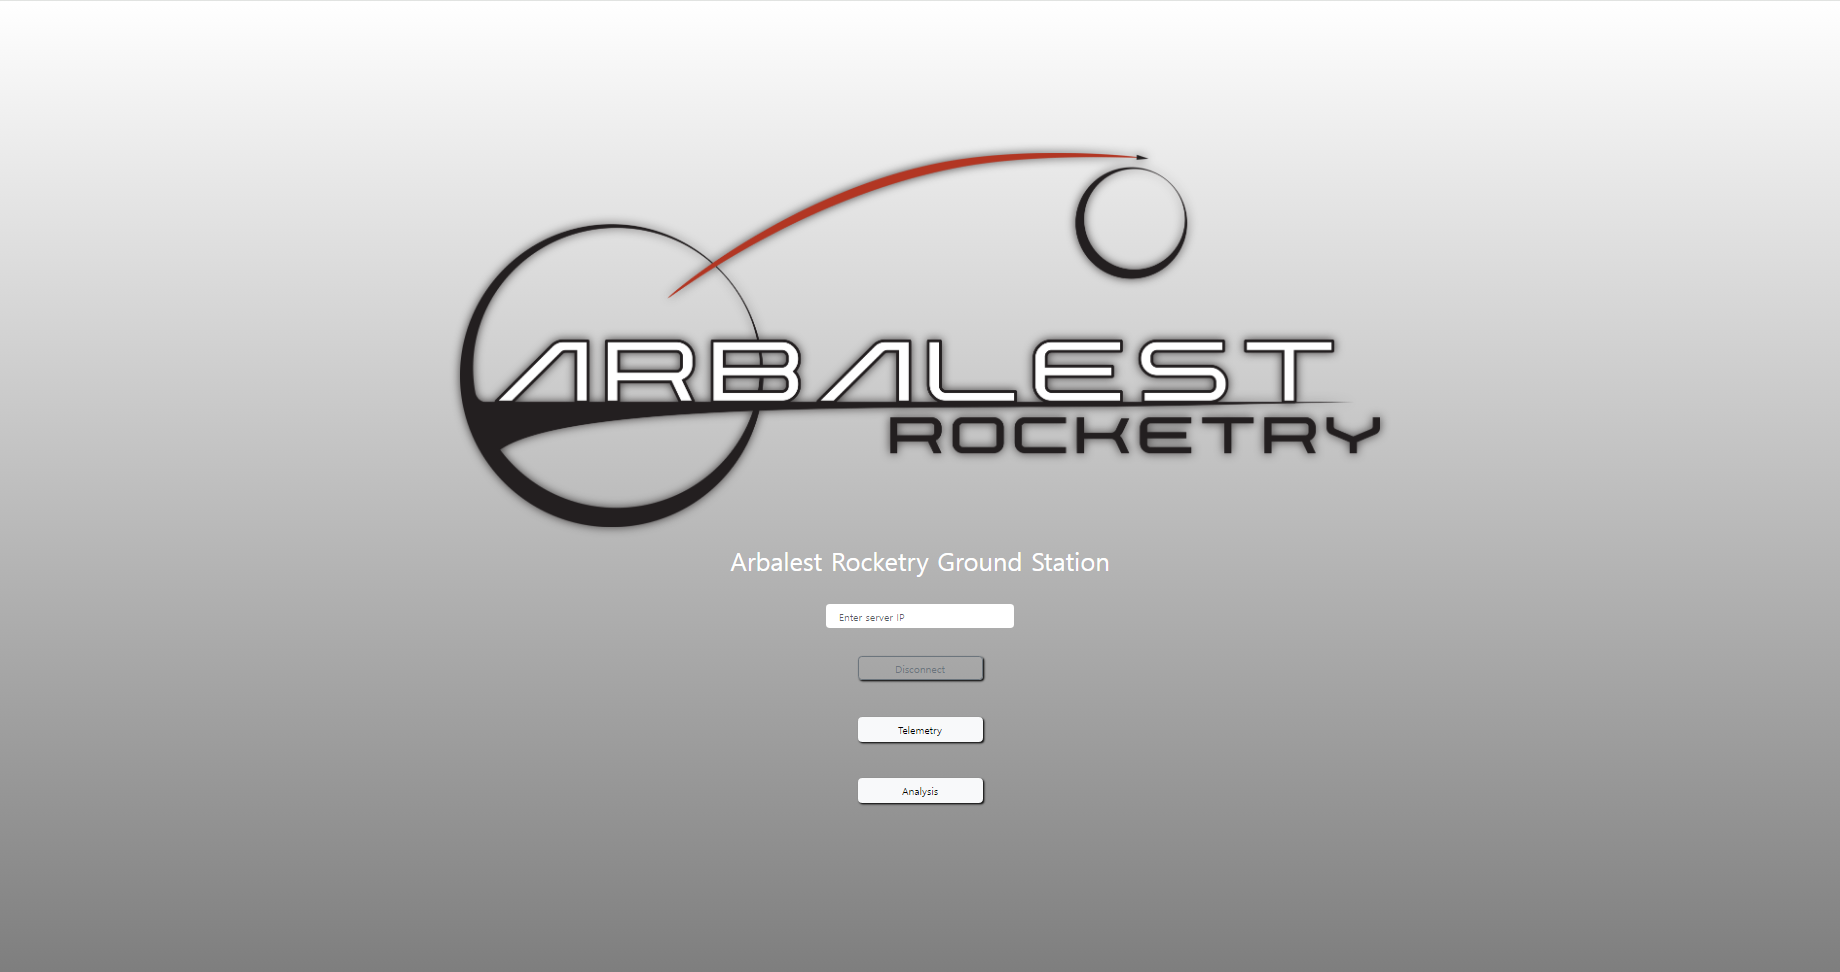 ARBALEST
ROCKETRY
Arbalest Rocketry Ground Station
Enter server IP
Disconnect
Telemetry
Analysis